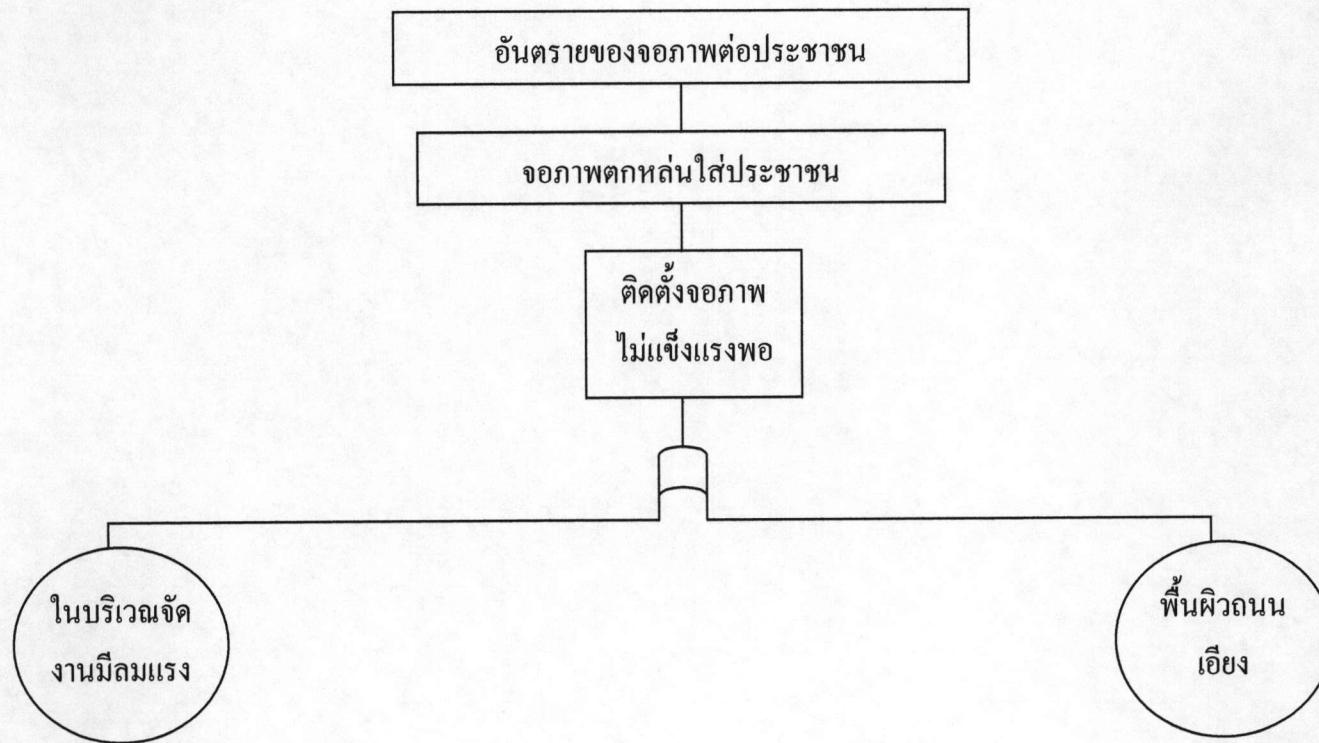 อันตรายของจอภาพต่อประชาชน
จอภาพตกหล่นใส่ประชาชน
ติดตั้งจอภาพ
ไม่แข็งแรงพอ
ในบริเวณจัด
งานมีลมแรง
พื้นผิวถนน
เอียง